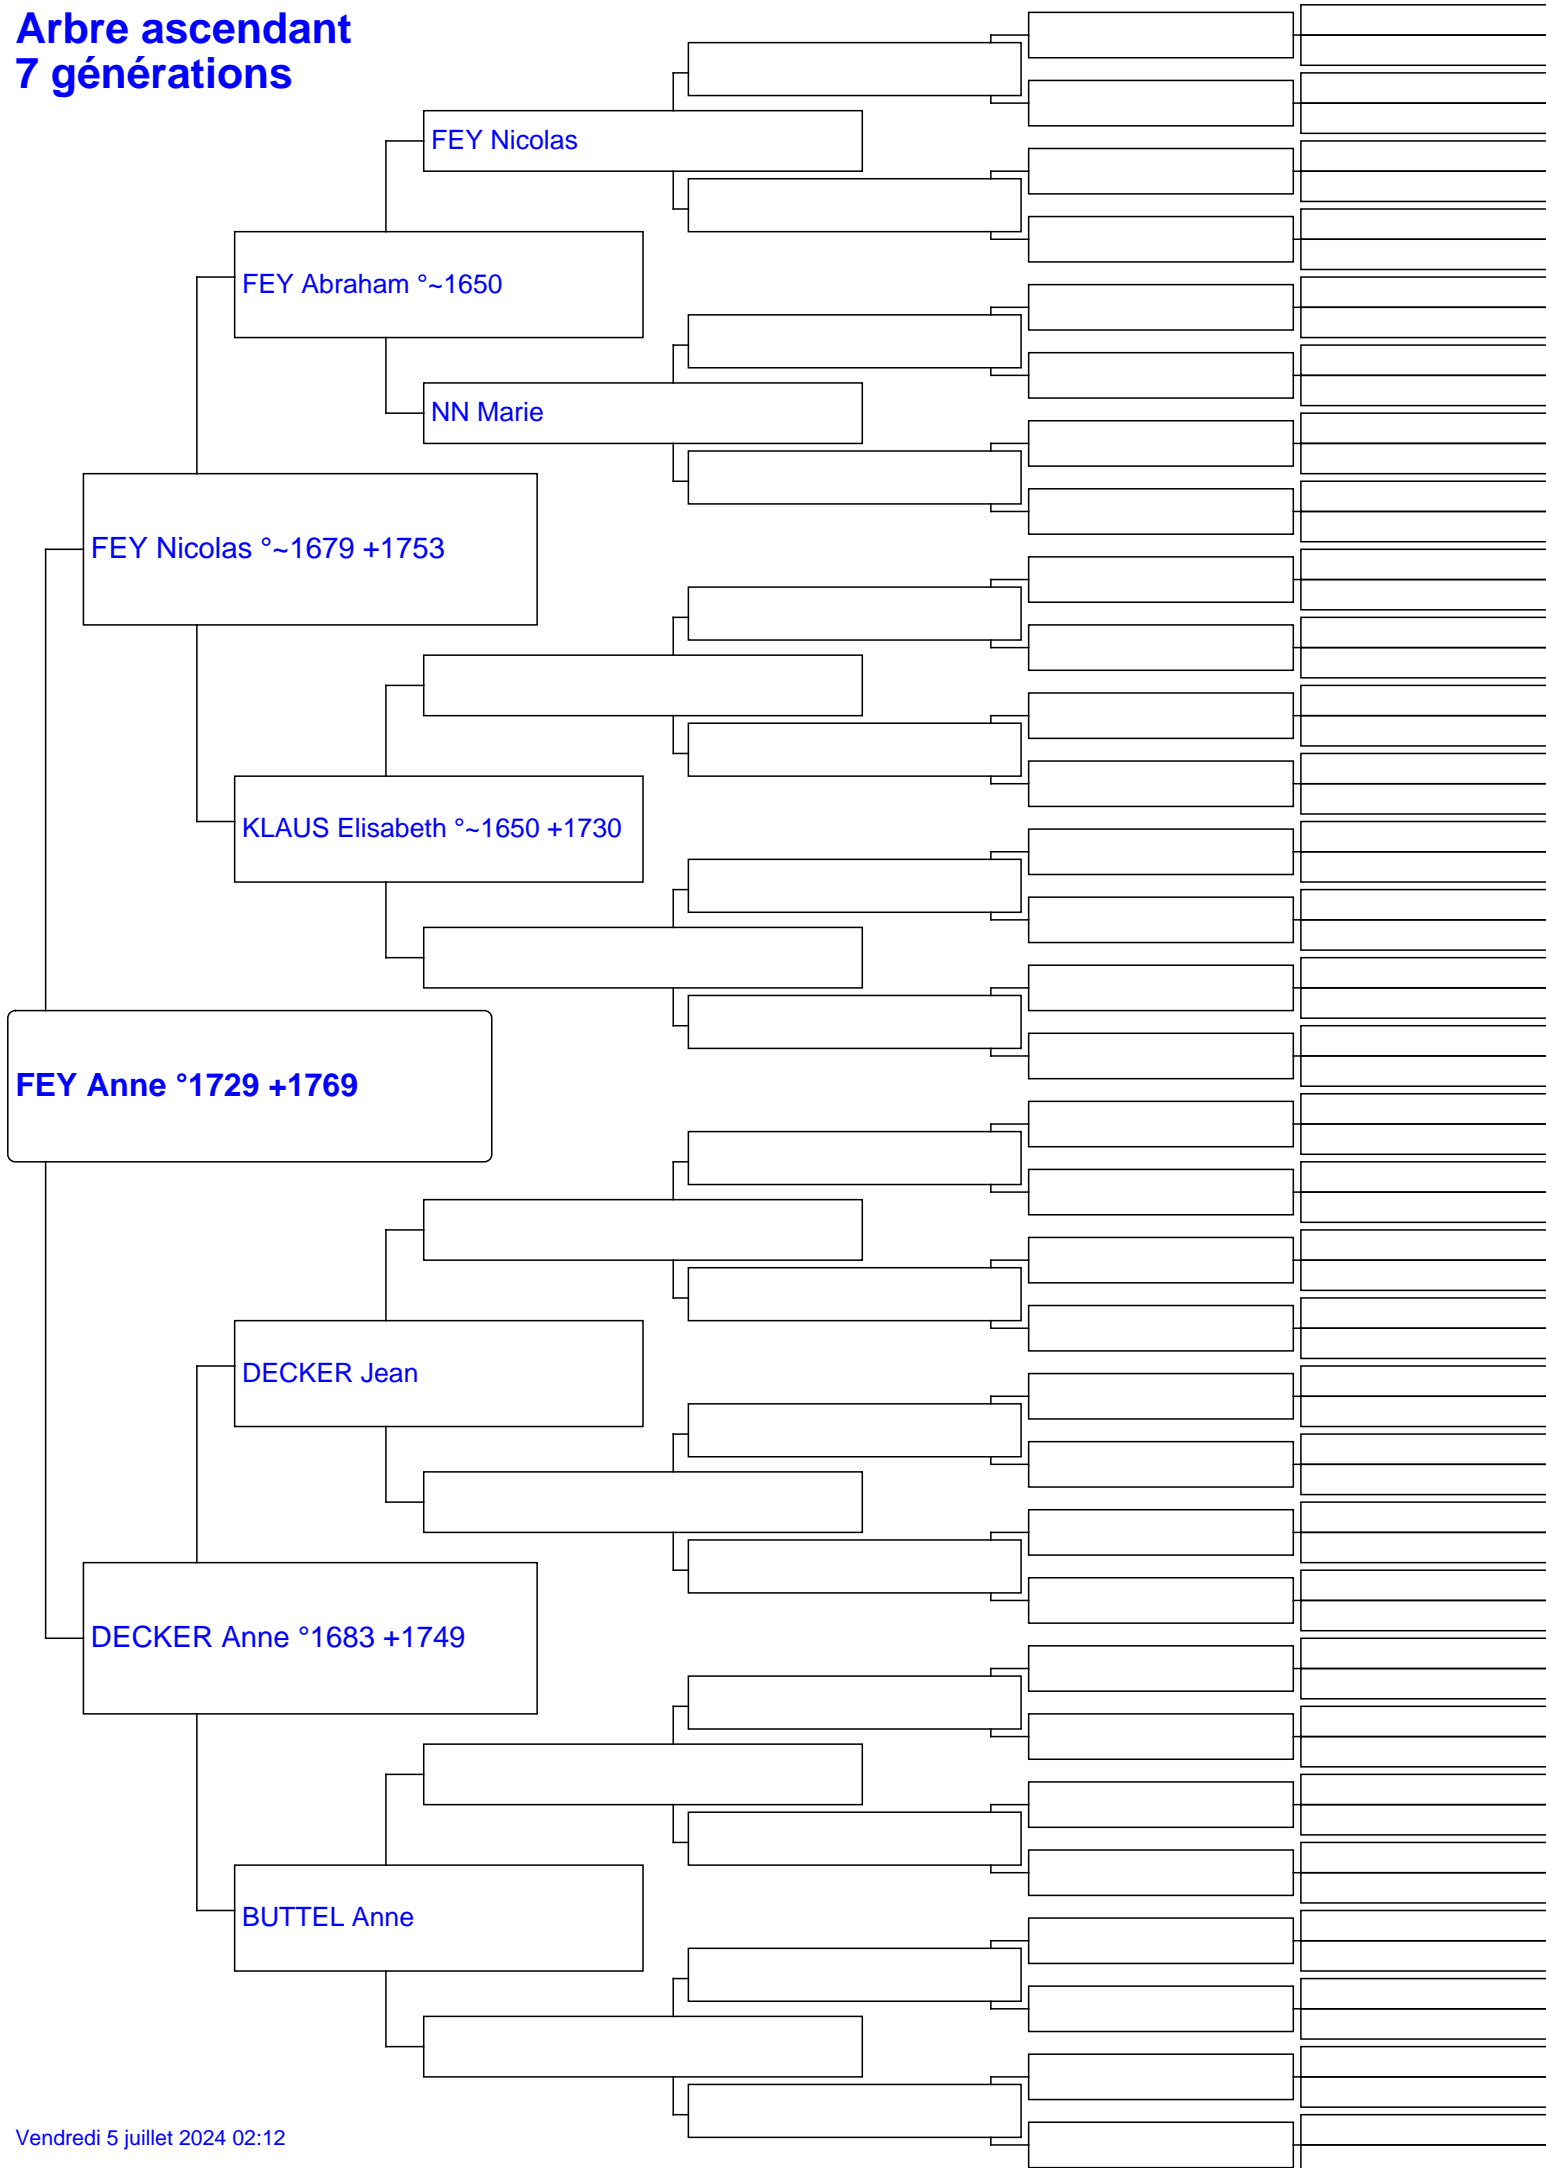 Arbre ascendant
7 générations
FEY Nicolas
FEY Abraham °~1650
NN Marie
FEY Nicolas °~1679 +1753
KLAUS Elisabeth °~1650 +1730
FEY Anne °1729 +1769
DECKER Jean
DECKER Anne °1683 +1749
BUTTEL Anne
Vendredi 5 juillet 2024 02:12